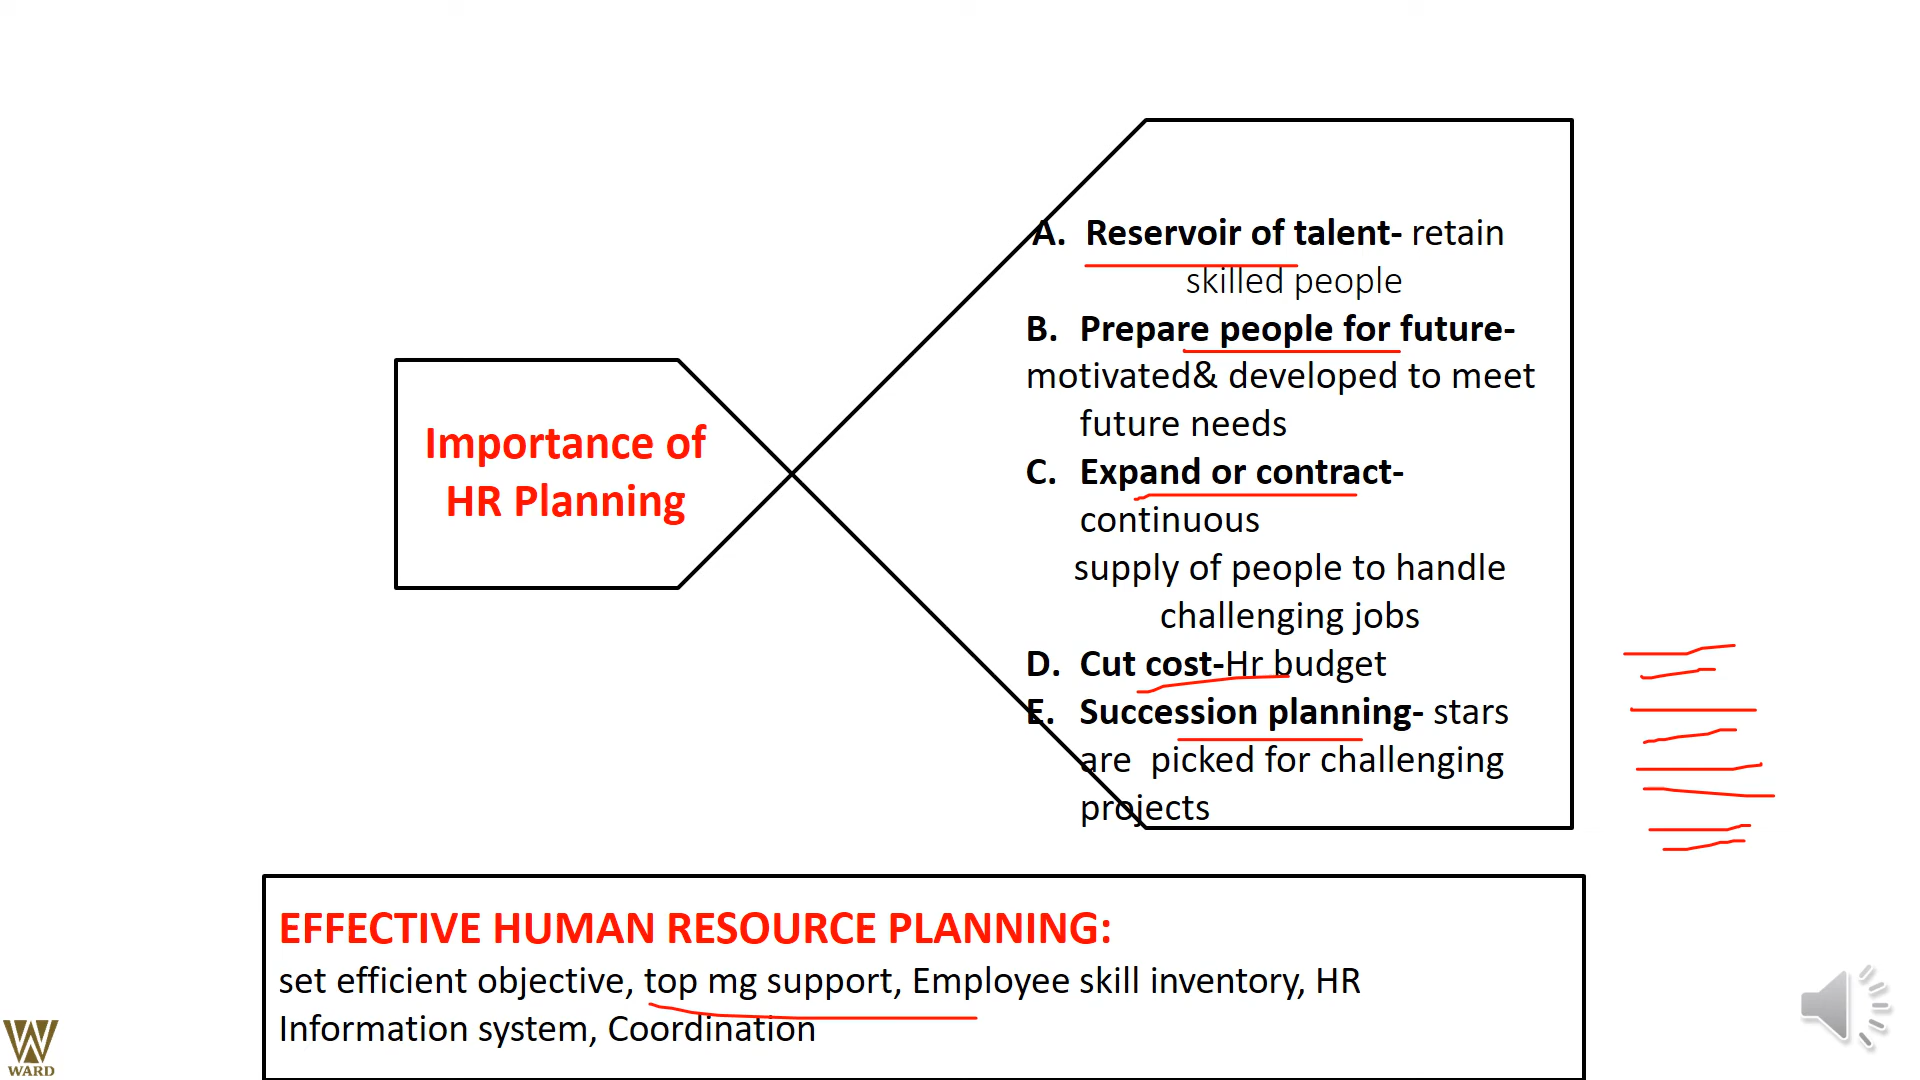 Importance of
HR Planning
A. Reservoir of talent- retain
skilled people
B. Prepare people for future-
motivated& developed to meet
future needs
C. Expand or contract-
continuous
supply of people to handle
challenging jobs
D. Cut cost-Hr budget
E. Succession planning- stars
are picked for challenging
projects
EFFECTIVE HUMAN RESOURCE PLANNING:
set efficient objective, top mg support, Employee skill inventory, HR
Information system, Coordination
WARD